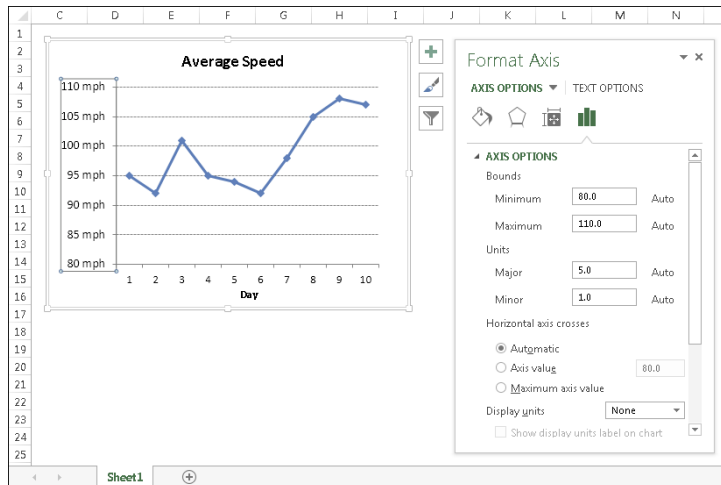 C D E F G H I J K L M N
1
2
3
4
5
6
7
8
9
10
11
12
13
14
15
16
17
18
19
20
21
22
23
24
25
Average Speed
110 mph
105 mph
100 mph
95 mph
90 mph
85 mph
80 mph
1 2 3 4 5 6 7 8 9 10
Day
Format Axis
AXIS OPTIONS TEXT OPTIONS
AXIS OPTIONS
Bounds
Minimum 80.0 Auto
Maximum 110.0 Auto
Units
Major 5.0 Auto
Minor 1.0 Auto
Horizontal axis crosses
Automatic
Axis value 80.0
Maximum axis value
Display units None
Show display units label on chart
Sheet1